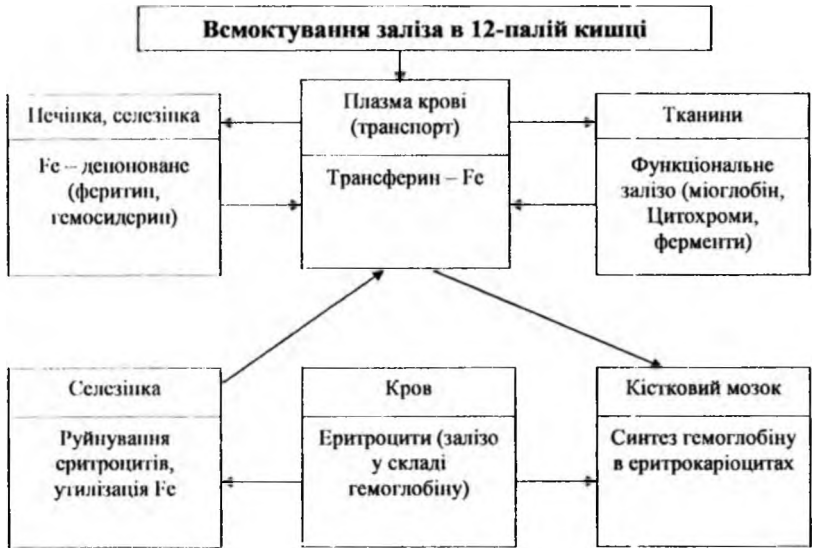 Всмоктування заліза в 12-палій кишці
Печінка, селезінка
Fe – депоноване
(феритин,
гемосидерин)
Плазма крові
(транспорт)
Трансферин – Fe
Тканини
Функціональне
залізо (міоглобін,
Цитохроми,
ферменти)
Селезінка
Руйнування
еритроцитів,
утилізація Fe
Кров
Еритроцити (залізо
у складі
гемоглобіну)
Кістковий мозок
Синтез гемоглобіну
в еритрокаріоцитах